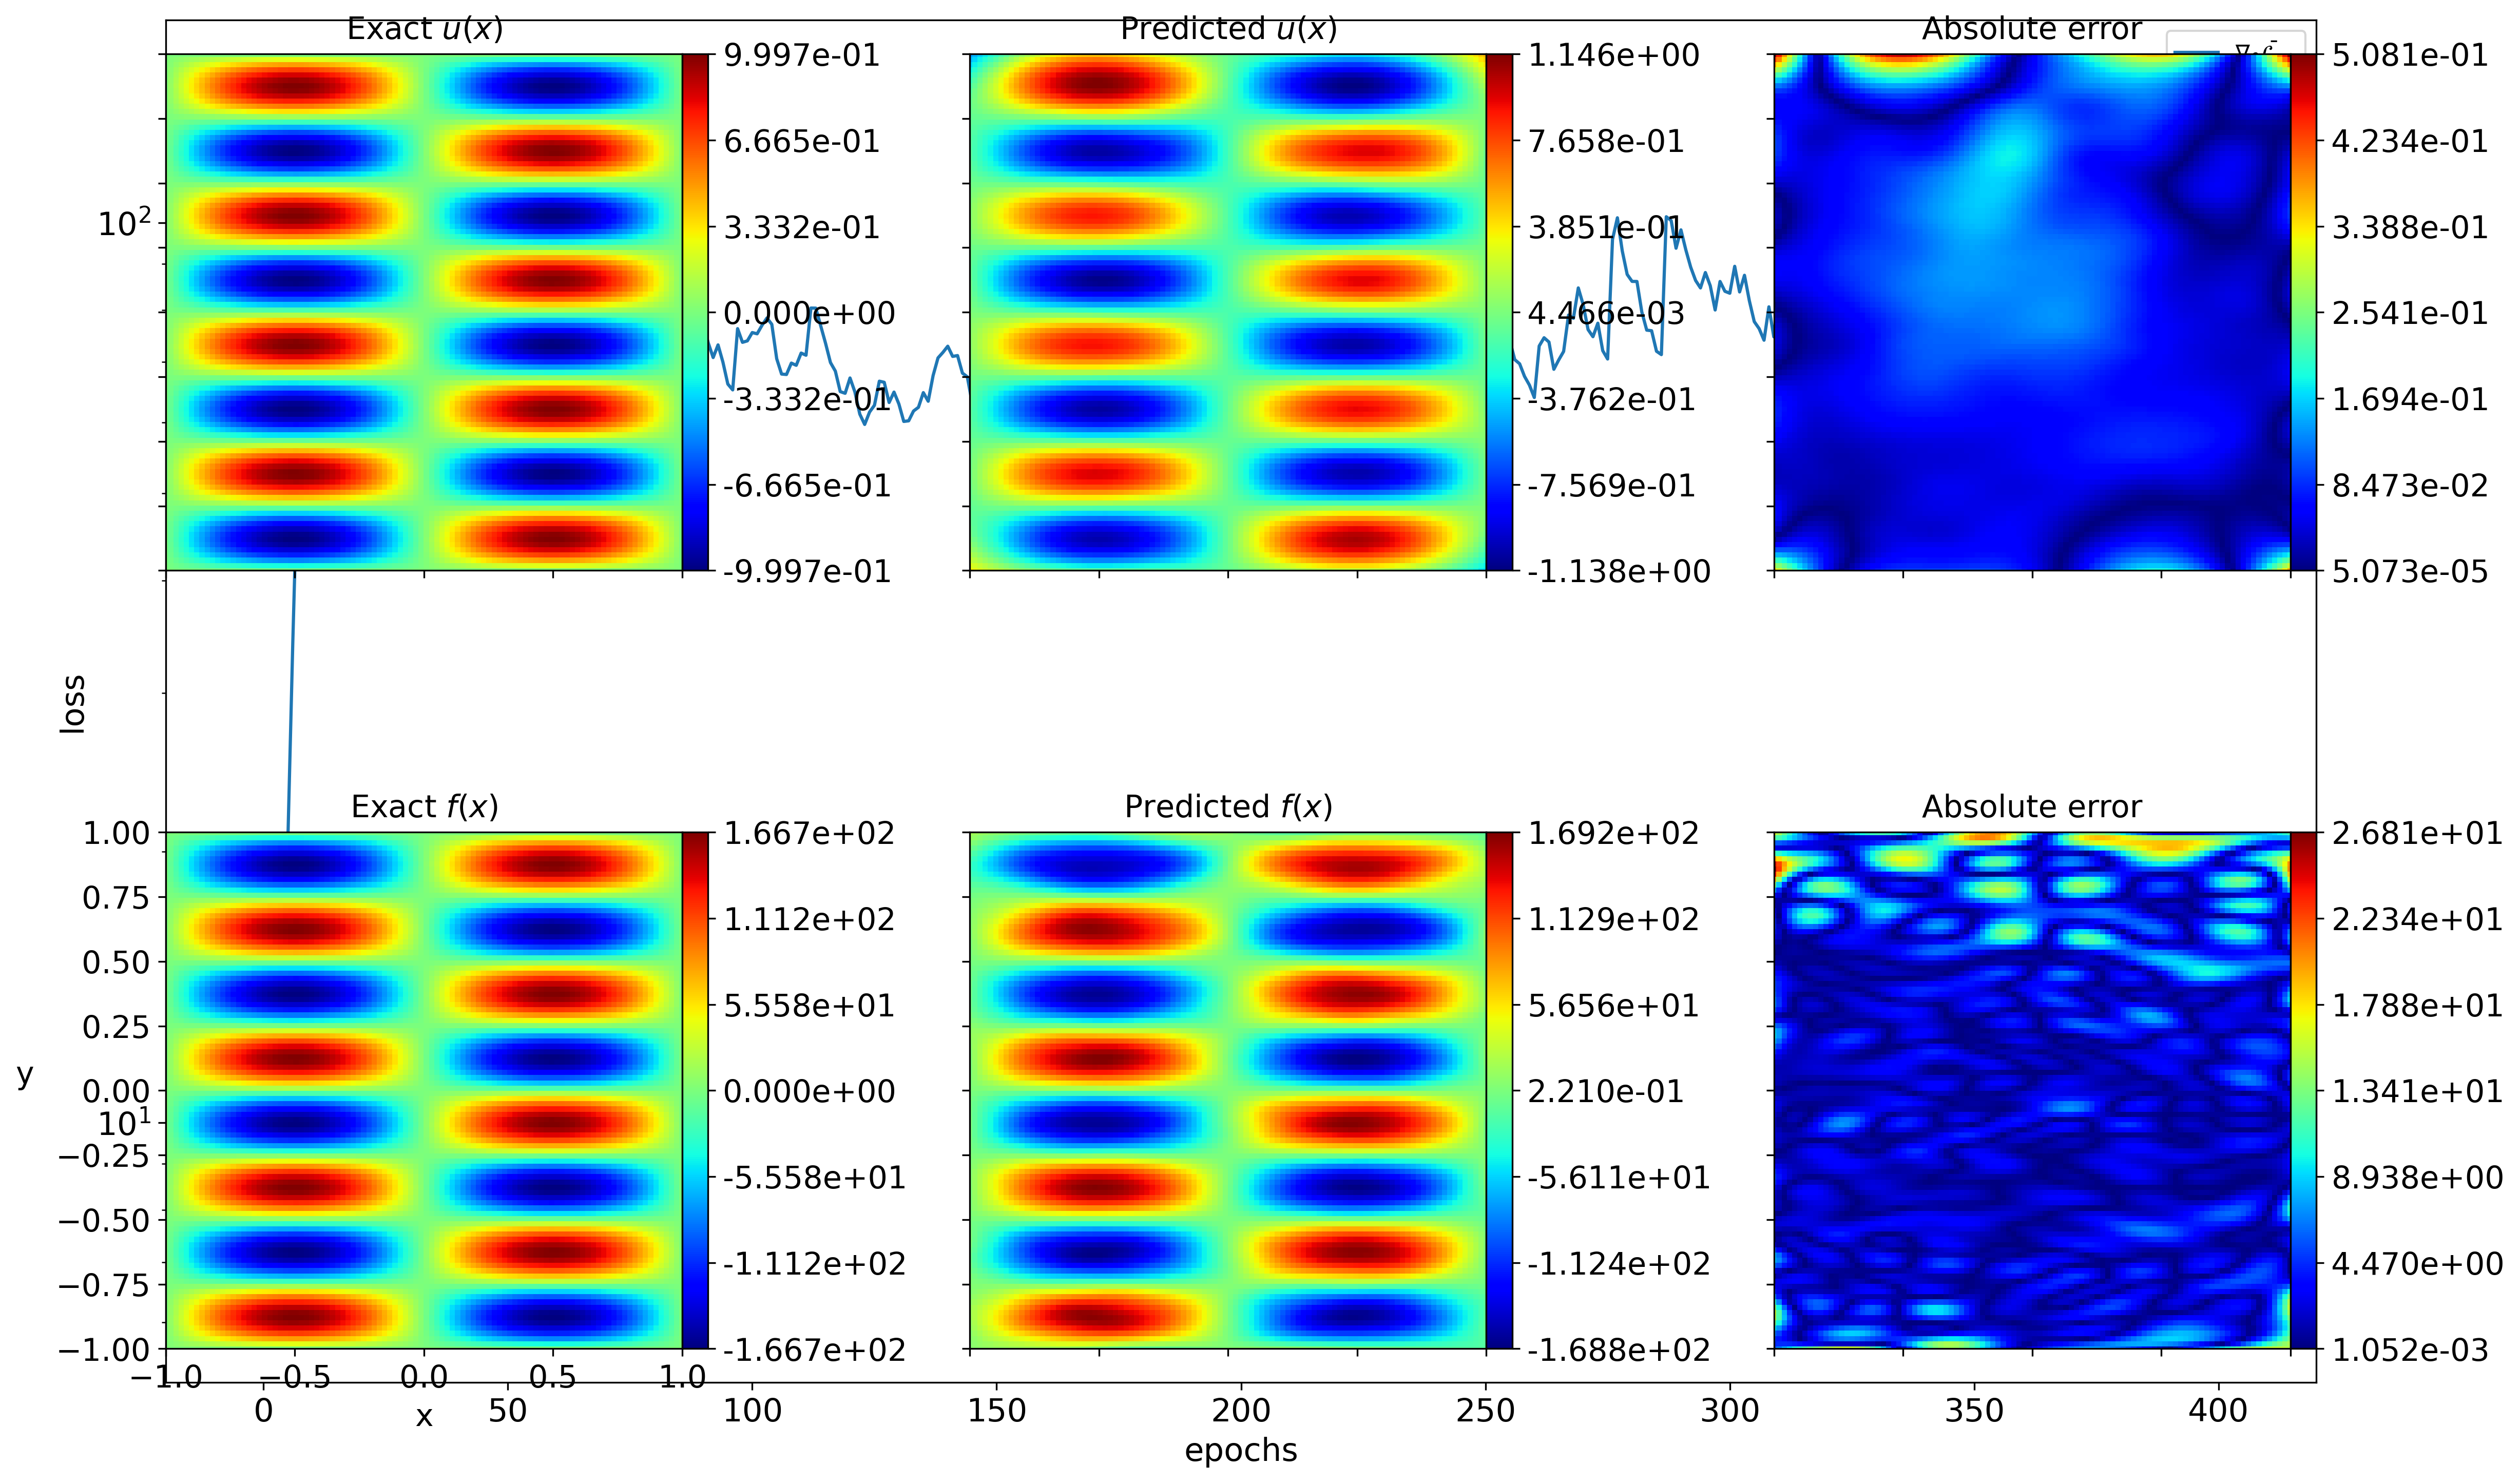 Exact u(x)
Predicted u(x)
Absolute error
9.997e-01
6.665e-01
3.332e-01
0.000e+00
-3.332e-01
-6.665e-01
-9.997e-01
1.146e+00
7.658e-01
3.851e-01
4.466e-03
-3.762e-01
-7.569e-01
-1.138e+00
5.081e-01
4.234e-01
3.388e-01
2.541e-01
1.694e-01
8.473e-02
5.073e-05
10²
loss
Exact f(x)
Predicted f(x)
Absolute error
1.00
0.75
0.50
0.25
0.00
10¹
−0.25
−0.50
−0.75
−1.00
y
1.667e+02
1.112e+02
5.558e+01
0.000e+00
-5.558e+01
-1.112e+02
-1.667e+02
1.692e+02
1.129e+02
5.656e+01
2.210e-01
-5.611e+01
-1.124e+02
-1.688e+02
2.681e+01
2.234e+01
1.788e+01
1.341e+01
8.938e+00
4.470e+00
1.052e-03
−1.0 −0.5 0.0 0.5 1.0
x
0 50 100 150 200 250 300 350 400
epochs